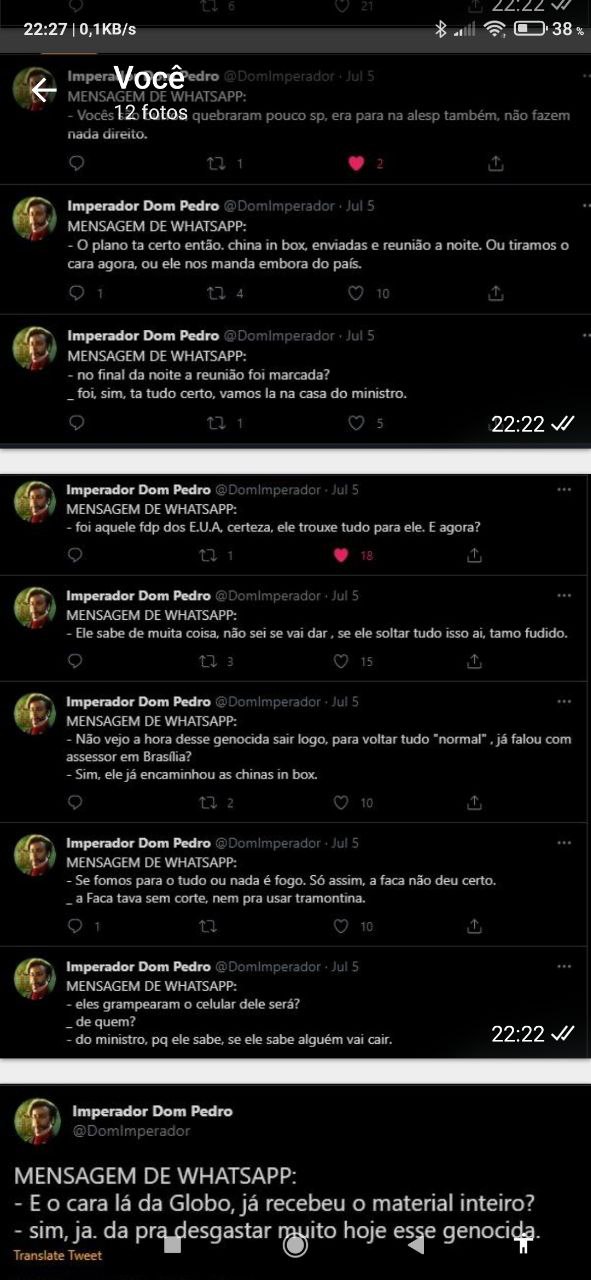 6 21 22:22
22:27 | 0,1KB/s 38 %
Imperador Dom Pedro @DomImperador · Jul 5
Você
MENSAGEM DE WHATSAPP:
12 fotos
- Vocês são quebraram pouco sp, era para na alesp também, não fazem
nada direito.
1 2
Imperador Dom Pedro @DomImperador · Jul 5
MENSAGEM DE WHATSAPP:
- O plano ta certo então. china in box, enviadas e reunião a noite. Ou tiramos o
cara agora, ou ele nos manda embora do país.
1 4 10
Imperador Dom Pedro @DomImperador · Jul 5
MENSAGEM DE WHATSAPP:
- no final da noite a reunião foi marcada?
_ foi, sim, ta tudo certo, vamos la na casa do ministro.
1 5 22:22
Imperador Dom Pedro @DomImperador · Jul 5
MENSAGEM DE WHATSAPP:
- foi aquele fdp dos E.U.A, certeza, ele trouxe tudo para ele. E agora?
1 18
Imperador Dom Pedro @DomImperador · Jul 5
MENSAGEM DE WHATSAPP:
- Ele sabe de muita coisa, não sei se vai dar , se ele soltar tudo isso ai, tamo fudido.
3 15
Imperador Dom Pedro @DomImperador · Jul 5
MENSAGEM DE WHATSAPP:
- Não vejo a hora desse genocida sair logo, para voltar tudo "normal" , já falou com
assessor em Brasília?
- Sim, ele já encaminhou as chinas in box.
2 10
Imperador Dom Pedro @DomImperador · Jul 5
MENSAGEM DE WHATSAPP:
- Se fomos para o tudo ou nada é fogo. Só assim, a faca não deu certo.
_ a Faca tava sem corte, nem pra usar tramontina.
1 10
Imperador Dom Pedro @DomImperador · Jul 5
MENSAGEM DE WHATSAPP:
- eles grampearam o celular dele será?
_ de quem?
- do ministro, pq ele sabe, se ele sabe alguém vai cair.
22:22
Imperador Dom Pedro
@DomImperador
MENSAGEM DE WHATSAPP:
- E o cara lá da Globo, já recebeu o material inteiro?
- sim, ja. da pra desgastar muito hoje esse genocida.
Translate Tweet